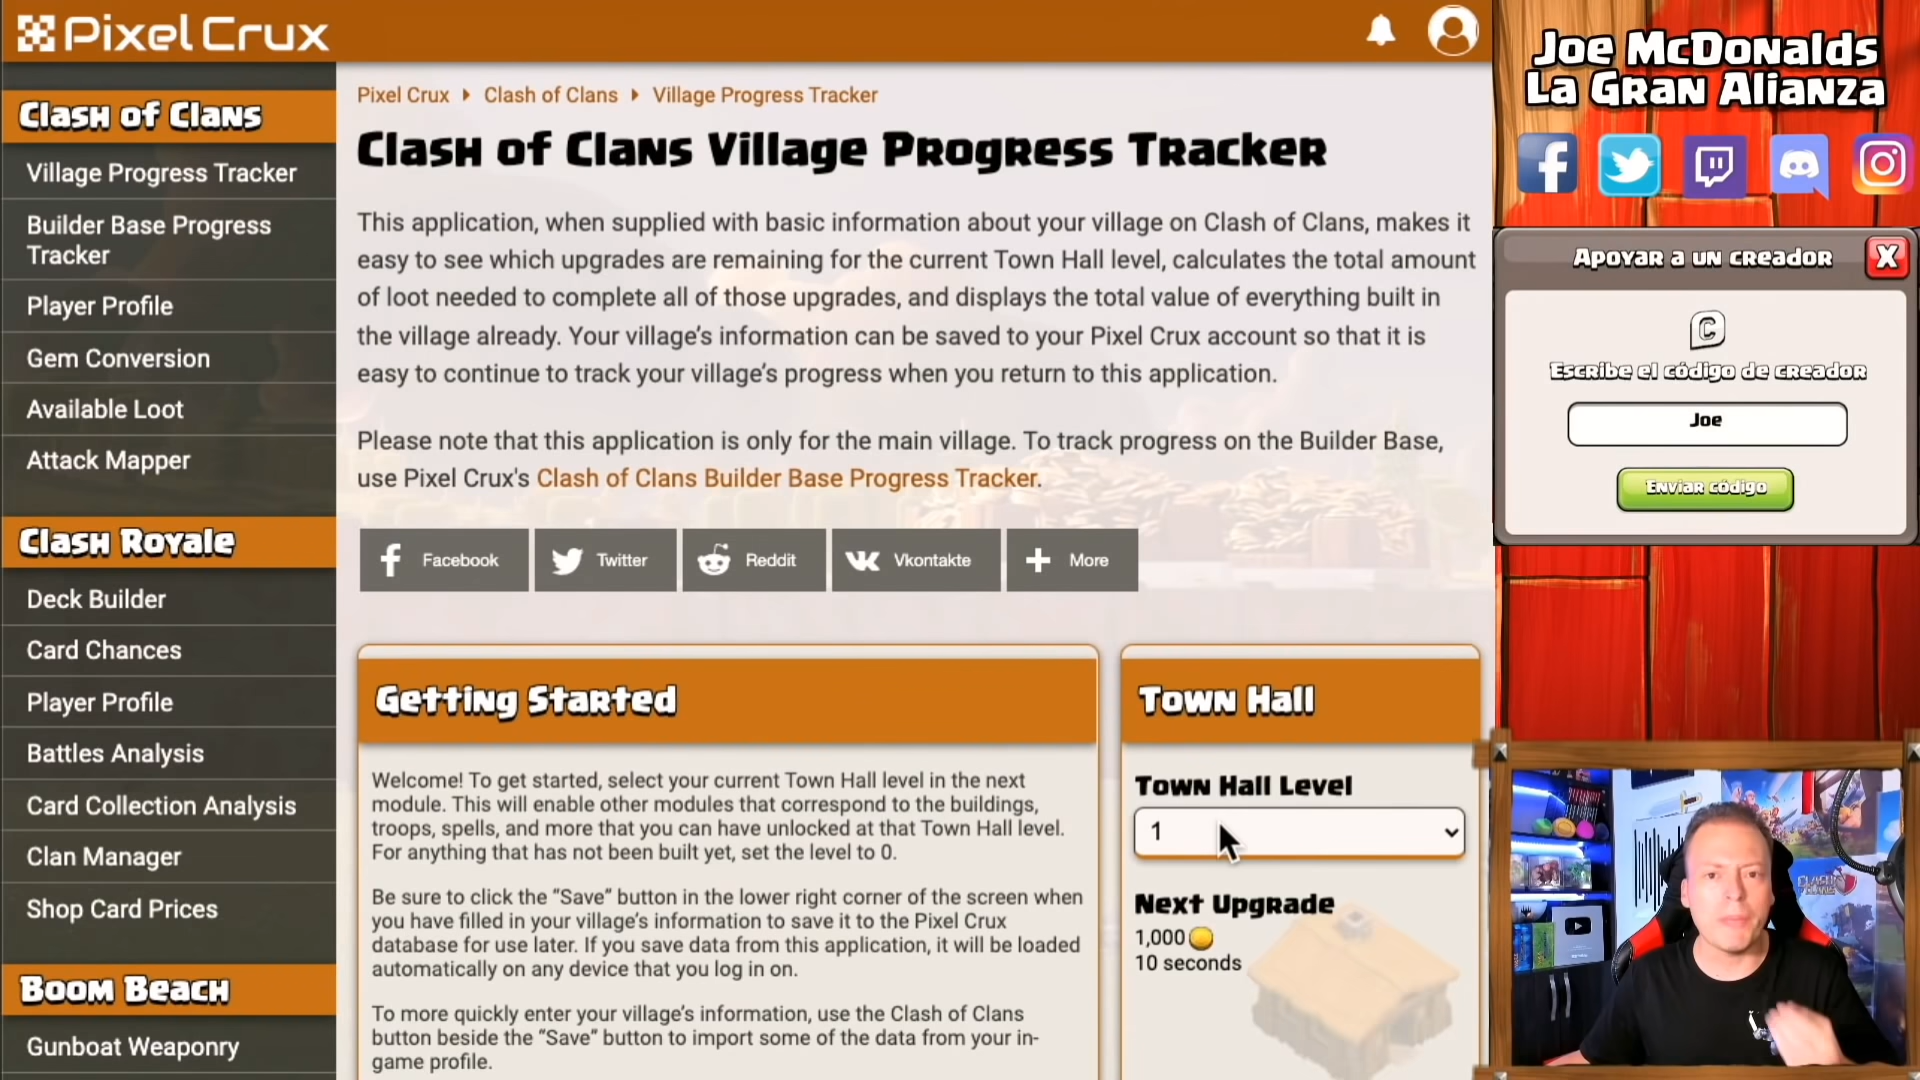 Pixel Crux
Clash of Clans
Village Progress Tracker
Builder Base Progress
Tracker
Player Profile
Gem Conversion
Available Loot
Attack Mapper
Clash Royale
Deck Builder
Card Chances
Player Profile
Battles Analysis
Card Collection Analysis
Clan Manager
Shop Card Prices
Boom Beach
Gunboat Weaponry
Pixel Crux Clash of Clans Village Progress Tracker
Clash of Clans Village Progress Tracker
This application, when supplied with basic information about your village on Clash of Clans, makes it
easy to see which upgrades are remaining for the current Town Hall level, calculates the total amount
of loot needed to complete all of those upgrades, and displays the total value of everything built in
the village already. Your village's information can be saved to your Pixel Crux account so that it is
easy to continue to track your village's progress when you return to this application.
Please note that this application is only for the main village. To track progress on the Builder Base,
use Pixel Crux's Clash of Clans Builder Base Progress Tracker.
Facebook Twitter Reddit Vkontakte More
Getting Started
Welcome! To get started, select your current Town Hall level in the next
module. This will enable other modules that correspond to the buildings,
troops, spells, and more that you can have unlocked at that Town Hall level.
For anything that has not been built yet, set the level to 0.
Be sure to click the “Save” button in the lower right corner of the screen when
you have filled in your village's information to save it to the Pixel Crux
database for use later. If you save data from this application, it will be loaded
automatically on any device that you log in on.
To more quickly enter your village's information, use the Clash of Clans
button beside the “Save” button to import some of the data from your in-
game profile.
Town Hall
Town Hall Level
1
Next Upgrade
1,000
10 seconds
Joe McDonalds
La Gran Alianza
Apoyar a un creador
X
C
Escribe el código de creador
Joe
Enviar código